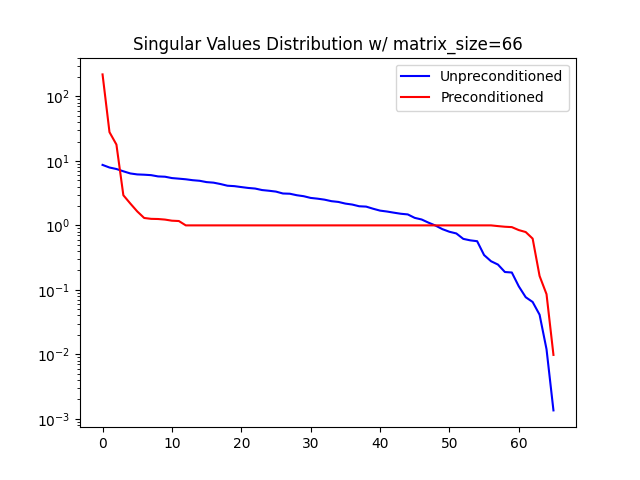 Singular Values Distribution w/ matrix_size=66
Unpreconditioned
Preconditioned
10²
10¹
10⁰
10⁻¹
10⁻²
10⁻³
0 10 20 30 40 50 60